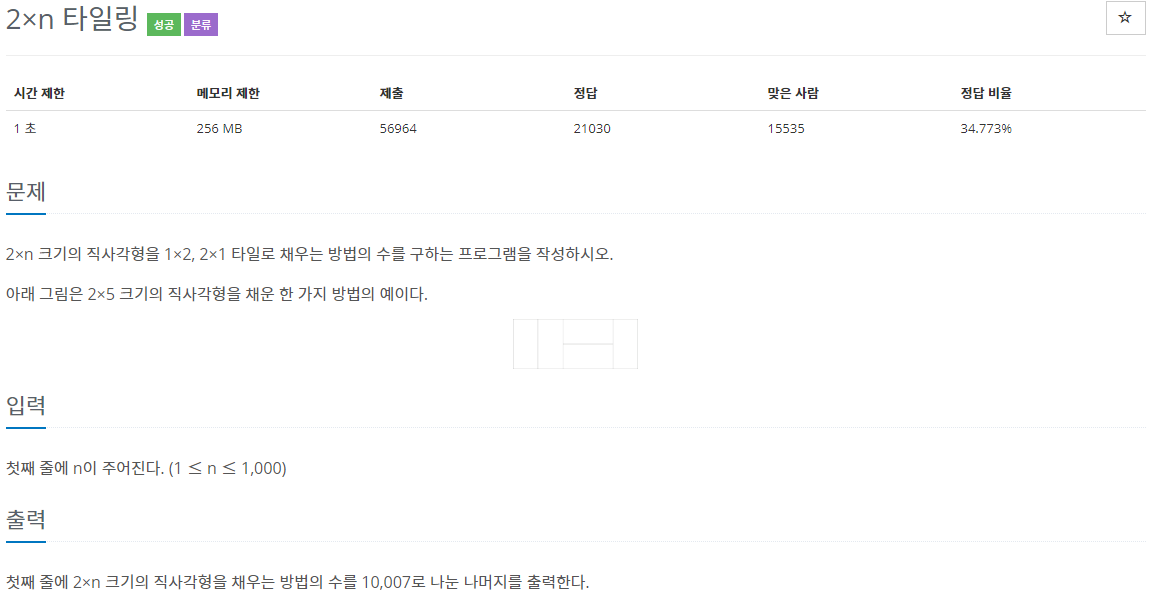 2×n 타일링 성공 분류
☆
시간 제한 메모리 제한 제출 정답 맞은 사람 정답 비율
1 초 256 MB 56964 21030 15535 34.773%
문제
2×n 크기의 직사각형을 1×2, 2×1 타일로 채우는 방법의 수를 구하는 프로그램을 작성하시오.
아래 그림은 2×5 크기의 직사각형을 채운 한 가지 방법의 예이다.
입력
첫째 줄에 n이 주어진다. (1 ≤ n ≤ 1,000)
출력
첫째 줄에 2×n 크기의 직사각형을 채우는 방법의 수를 10,007로 나눈 나머지를 출력한다.